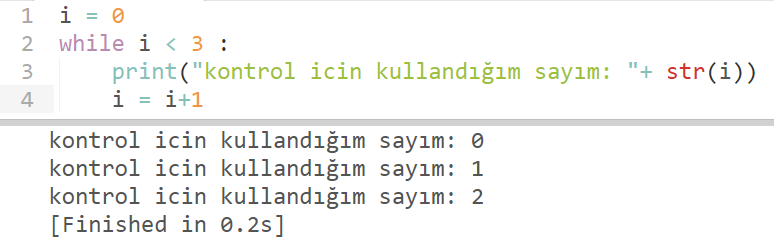 1 i = 0
2 while i < 3 :
3     print("kontrol icin kullandığım sayım: "+ str(i))
4     i = i+1
kontrol icin kullandığım sayım: 0
kontrol icin kullandığım sayım: 1
kontrol icin kullandığım sayım: 2
[Finished in 0.2s]